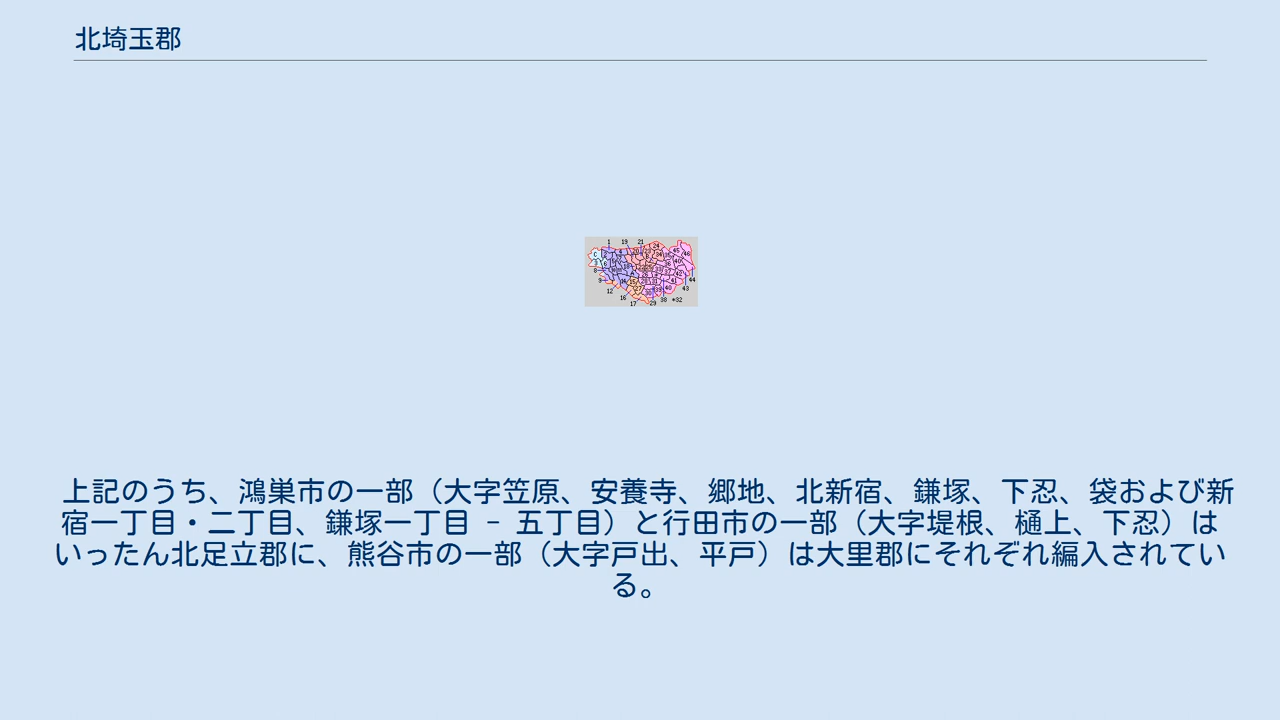 北埼玉郡
上記のうち、鴻巣市の一部（大字笠原、安養寺、郷地、北新宿、鎌塚、下忍、袋および新
宿一丁目・二丁目、鎌塚一丁目 - 五丁目）と行田市の一部（大字堤根、樋上、下忍）は
いったん北足立郡に、熊谷市の一部（大字戸出、平戸）は大里郡にそれぞれ編入されてい
る。